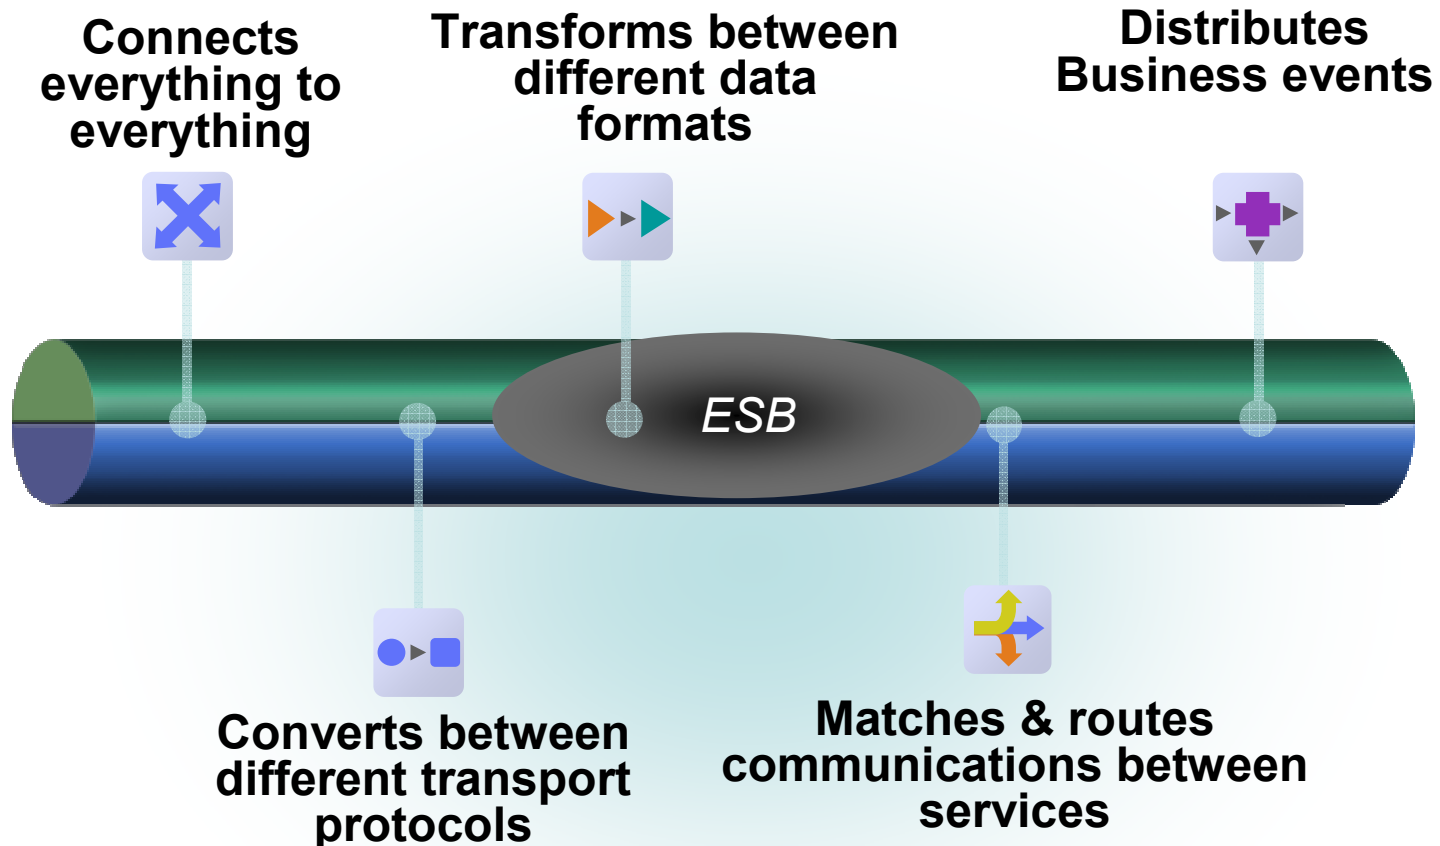 Connects
everything to
everything
Transforms between
different data
formats
Distributes
Business events
ESB
Converts between
different transport
protocols
Matches & routes
communications between
services